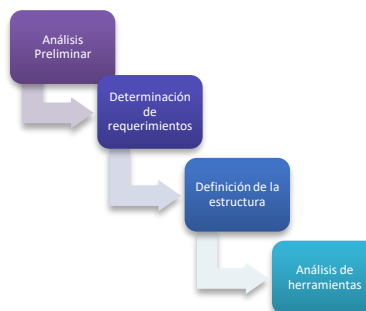 Análisis
Preliminar
Determinación
de
requerimientos
Definición de la
estructura
Análisis de
herramientas